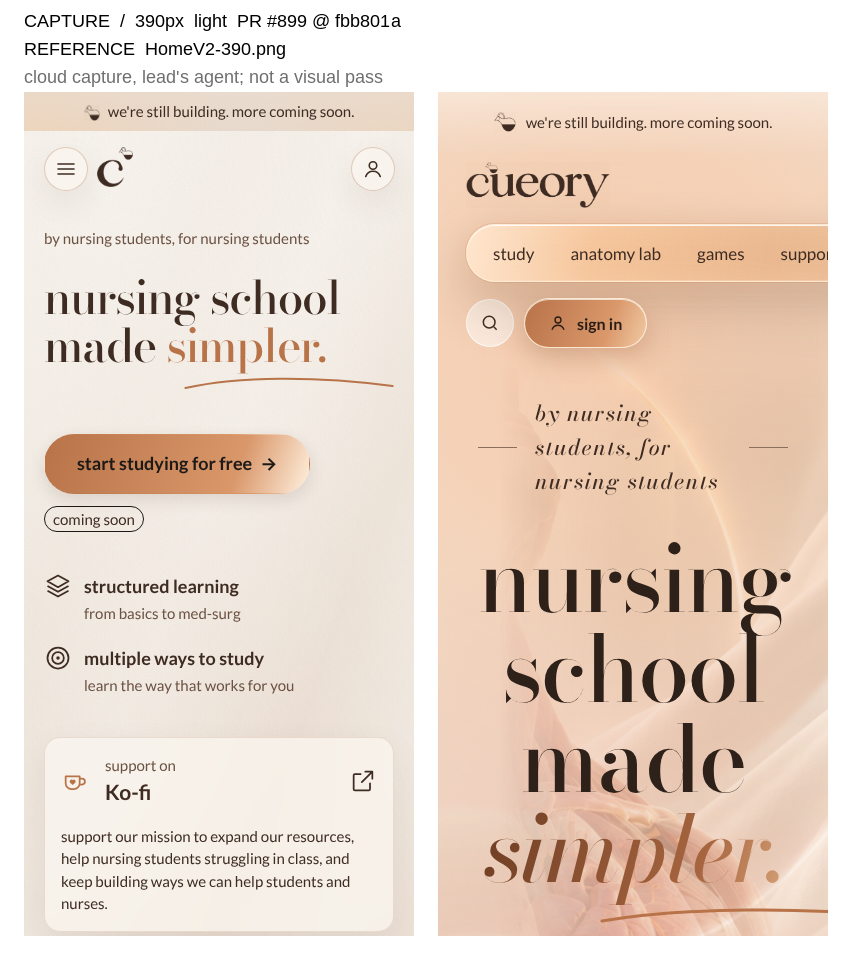 CAPTURE / 390px light PR #899 @ fbb801a
REFERENCE HomeV2-390.png
cloud capture, lead's agent; not a visual pass
we're still building. more coming soon.
c
by nursing students, for nursing students
nursing school
made simpler.
start studying for free →
coming soon
structured learning
from basics to med-surg
multiple ways to study
learn the way that works for you
support on
Ko-fi
support our mission to expand our resources,
help nursing students struggling in class, and
keep building ways we can help students and
nurses.
we're still building. more coming soon.
cueory
study anatomy lab games suppor
sign in
by nursing
students, for
nursing students
nursing
school
made
simpler.